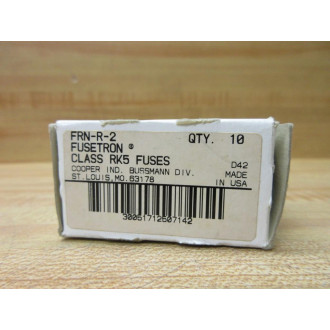 FRN-R-2 QTY. 10
FUSETRON ®
CLASS RK5 FUSES D42
COOPER IND. BUSSMANN DIV. MADE
ST. LOUIS, MO. 63178 IN USA
30051712607142